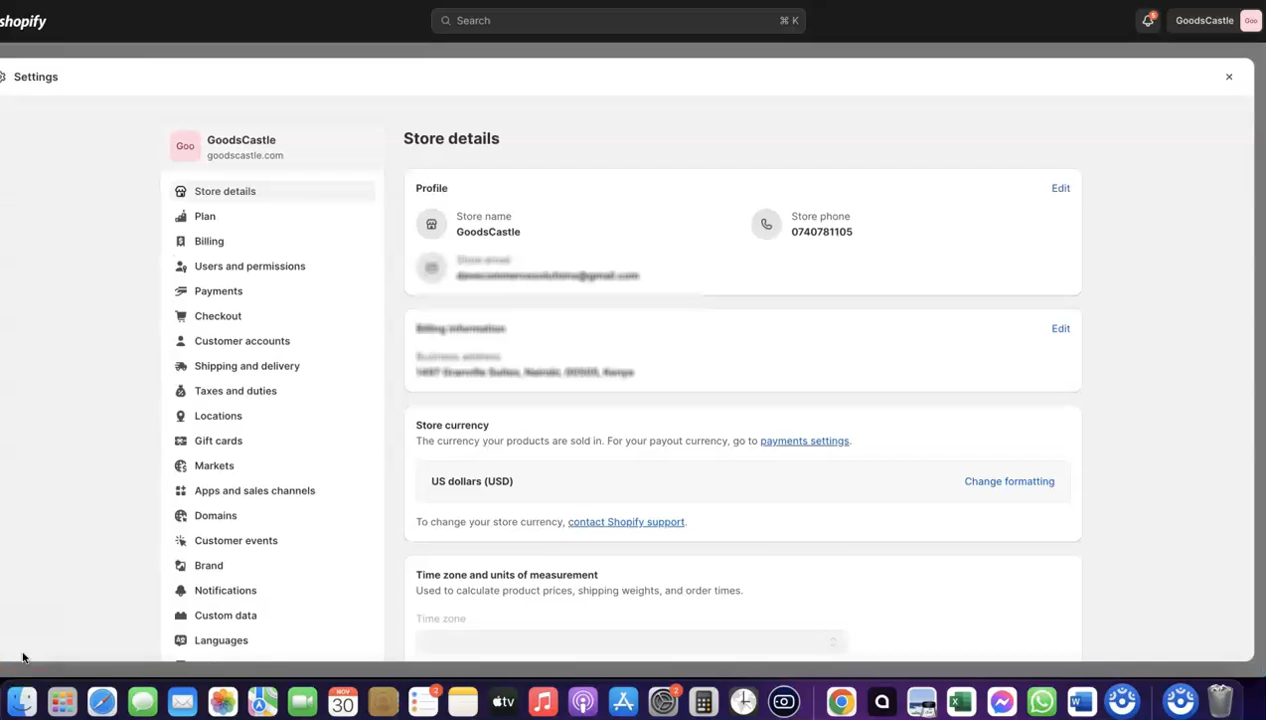 shopify
Search
⌘ K
GoodsCastle
Goo
Settings
Goo
GoodsCastle
goodscastle.com
Store details
Plan
Billing
Users and permissions
Payments
Checkout
Customer accounts
Shipping and delivery
Taxes and duties
Locations
Gift cards
Markets
Apps and sales channels
Domains
Customer events
Brand
Notifications
Custom data
Languages
Store details
Profile
Edit
Store name
GoodsCastle
Store phone
0740781105
Edit
Store currency
The currency your products are sold in. For your payout currency, go to payments settings.
US dollars (USD)
Change formatting
To change your store currency, contact Shopify support.
Time zone and units of measurement
Used to calculate product prices, shipping weights, and order times.
Time zone
NOV
30
2
tv
2